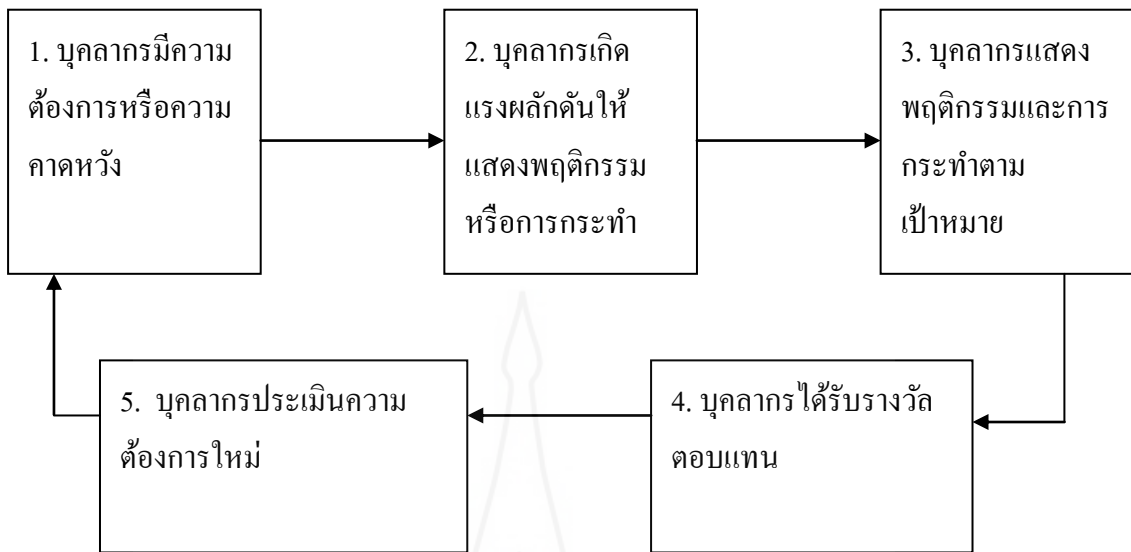 1. บุคลากรมีความ
ต้องการหรือความ
คาดหวัง
2. บุคลากรเกิด
แรงผลักดันให้
แสดงพฤติกรรม
หรือการกระทำ
3. บุคลากรแสดง
พฤติกรรมและการ
กระทำตาม
เป้าหมาย
4. บุคลากรได้รับรางวัล
ตอบแทน
5. บุคลากรประเมินความ
ต้องการใหม่